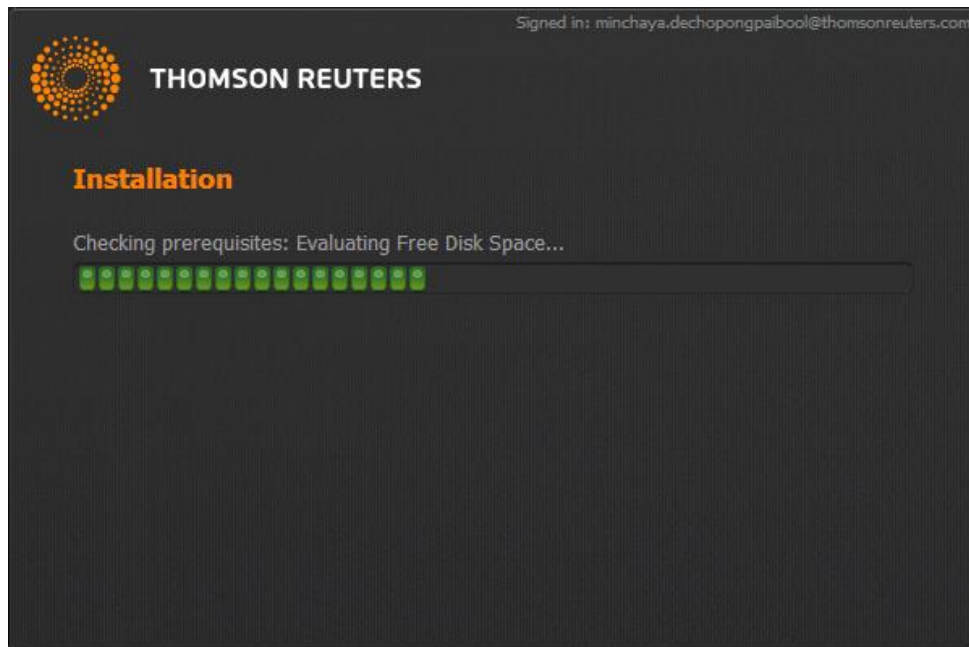 Signed in: minchaya.dechopongpaibool@thomsonreuters.com
THOMSON REUTERS
Installation
Checking prerequisites: Evaluating Free Disk Space...